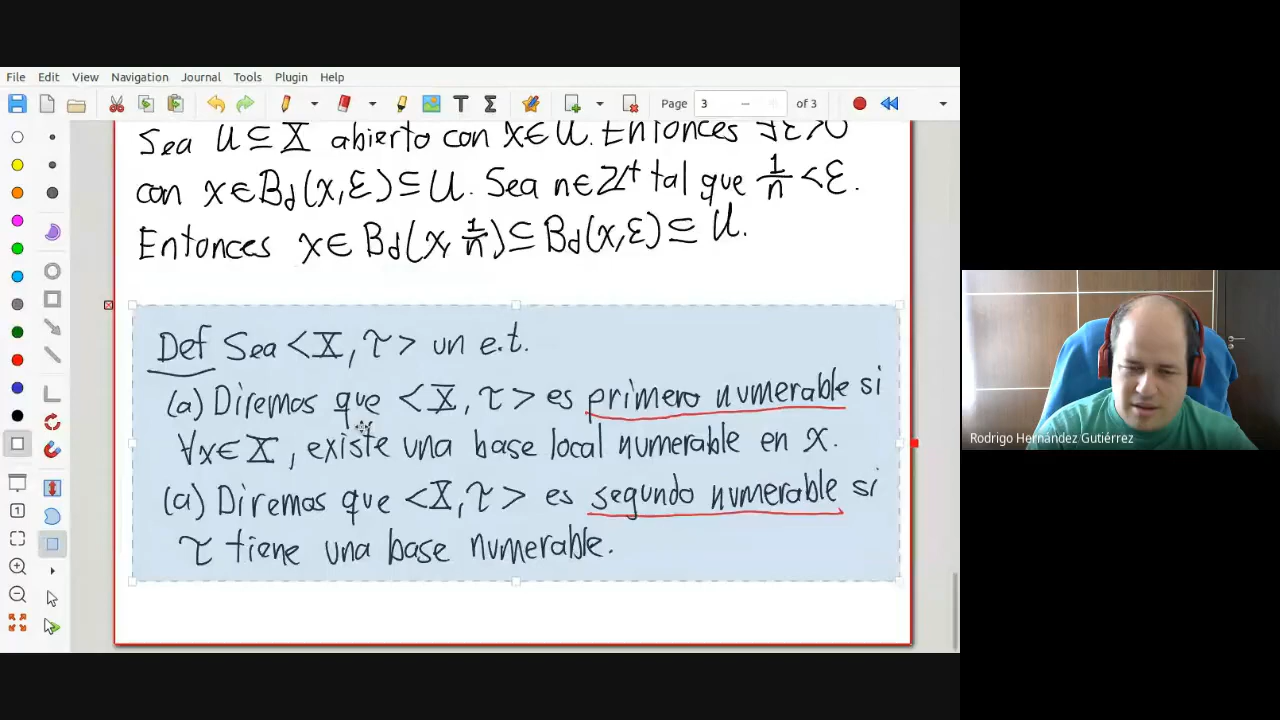 File Edit View Navigation Journal Tools Plugin Help
Page 3 of 3
Sea U ⊆ X abierto con x∈U. Entonces ∃ε>0
con x∈B_d(x,ε)⊆U. Sea n∈ℤ⁺ tal que 1/n <ε.
Entonces x∈B_d(x,1/n)⊆B_d(x,ε)⊆U.
Def Sea <X,τ> un e.t.
(a) Diremos que <X,τ> es primero numerable si
∀x∈X, existe una base local numerable en x.
(a) Diremos que <X,τ> es segundo numerable si
τ tiene una base numerable.
Rodrigo Hernández Gutiérrez